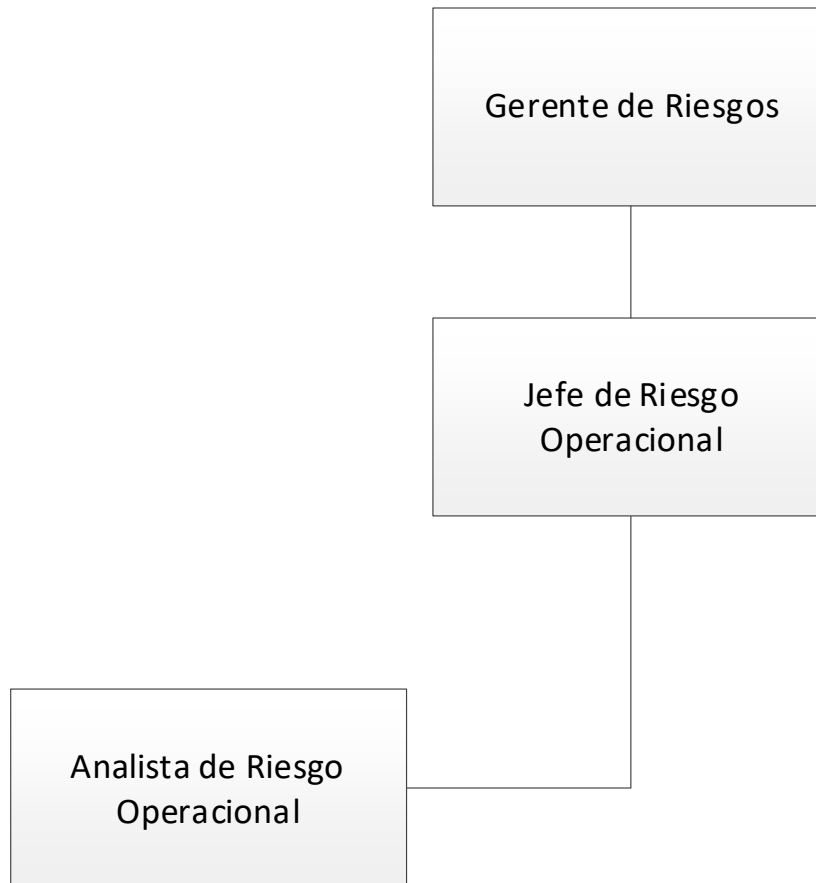 Gerente de Riesgos
Jefe de Riesgo
Operacional
Analista de Riesgo
Operacional